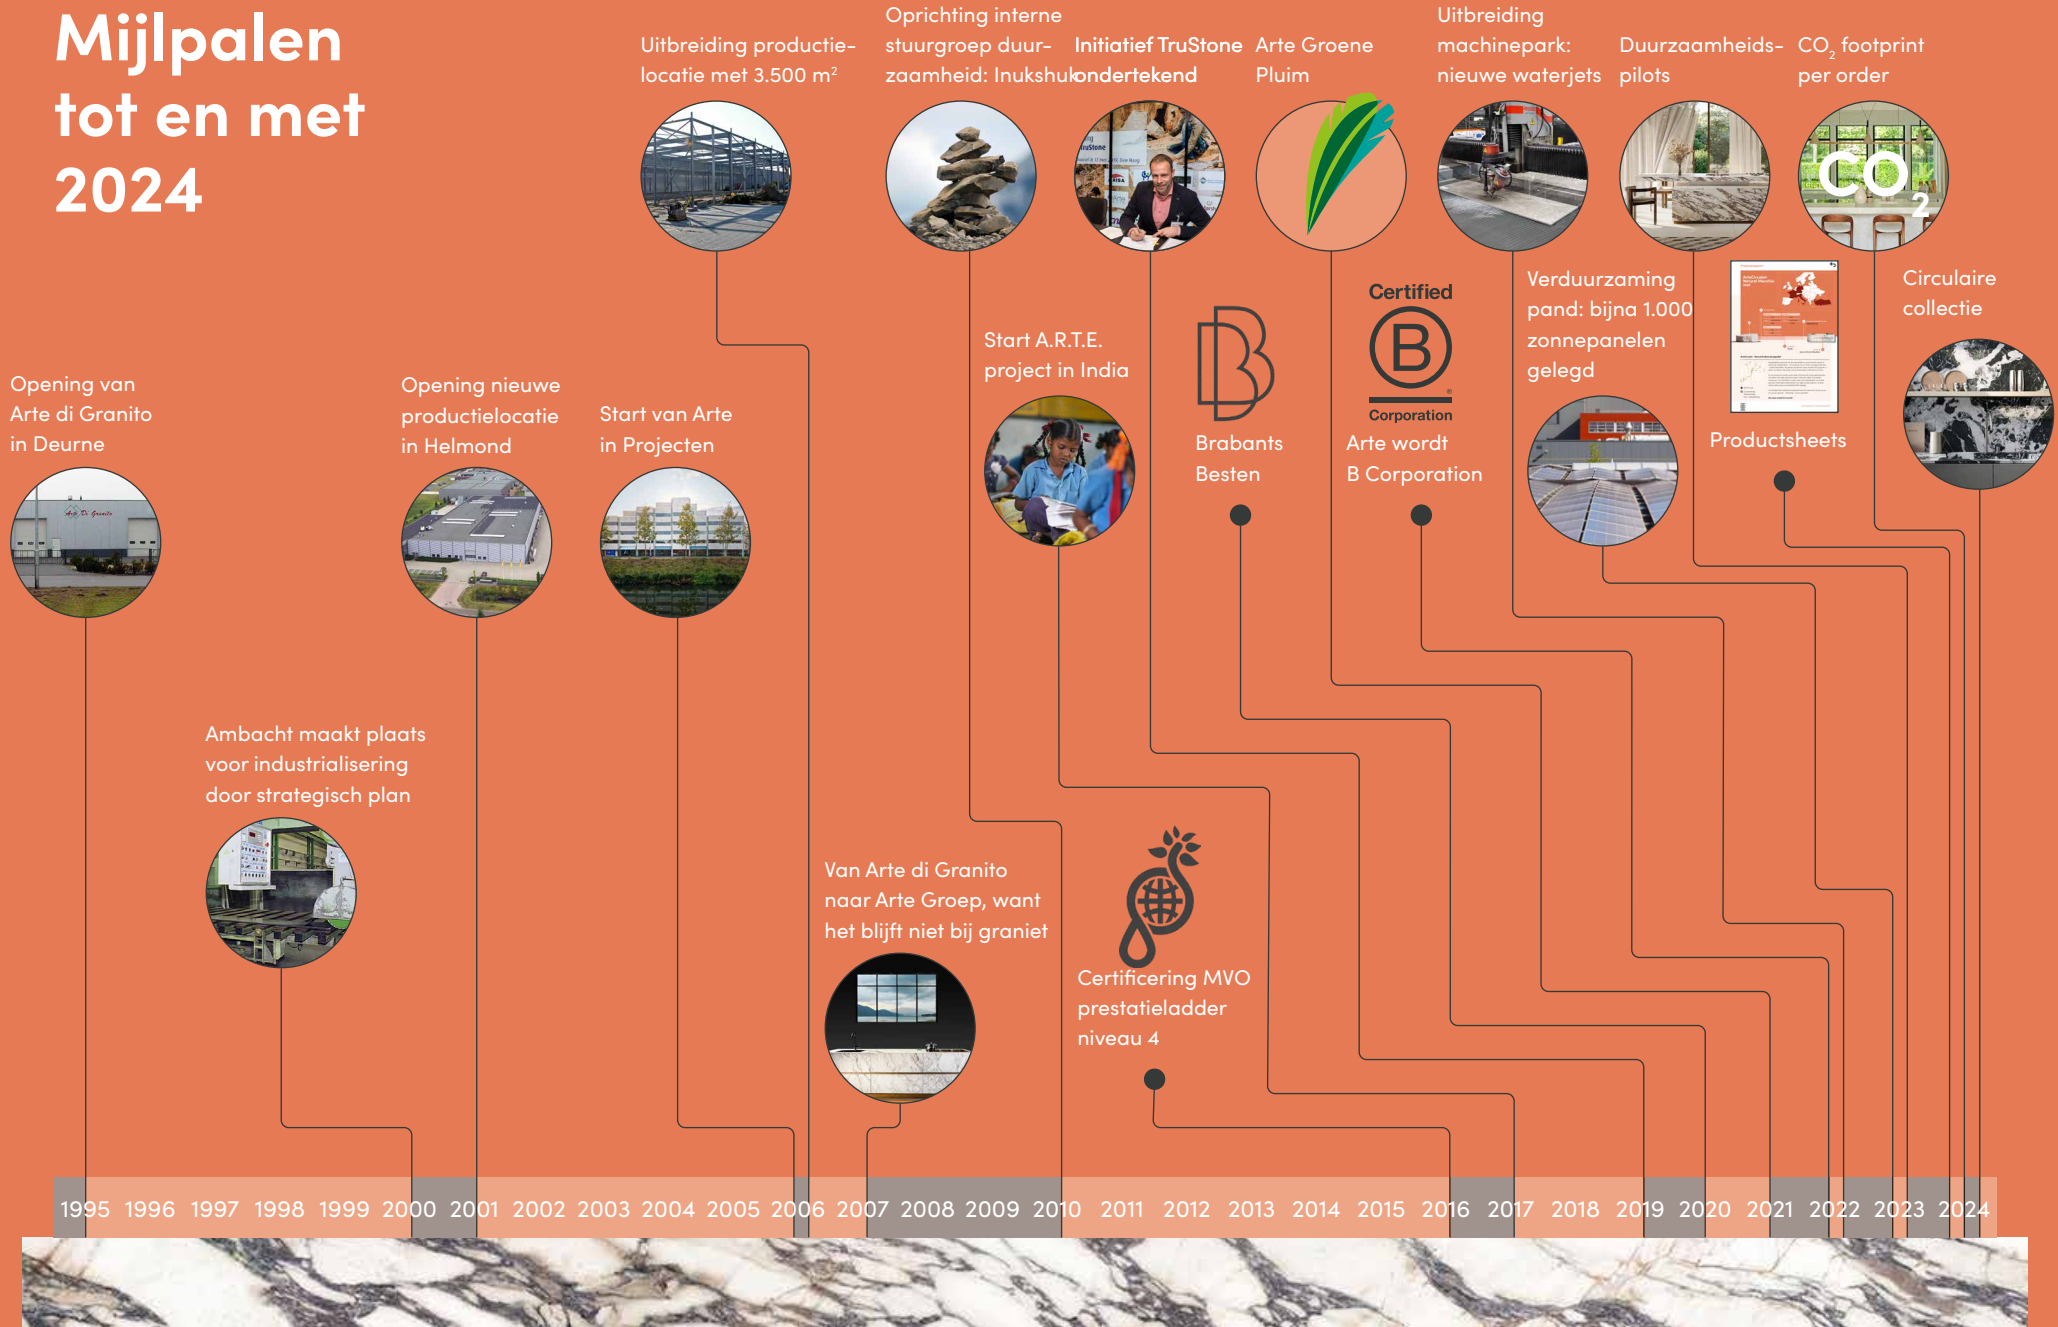 Mijlpalen
tot en met
2024
Uitbreiding productie-
locatie met 3.500 m²
Oprichting interne
stuurgroep duur-
zaamheid: Inukshuk
Initiatief TruStone
ondertekend
Arte Groene
Pluim
Uitbreiding
machinepark:
nieuwe waterjets
Duurzaamheids-
pilots
CO₂ footprint
per order
TruStone
CO₂
Opening van
Arte di Granito
in Deurne
Arte Di Granito
Opening nieuwe
productielocatie
in Helmond
Start van Arte
in Projecten
Start A.R.T.E.
project in India
Brabants
Besten
Certified
B
®
Corporation
Arte wordt
B Corporation
Verduurzaming
pand: bijna 1.000
zonnepanelen
gelegd
Productsheets
Circulaire
collectie
Ambacht maakt plaats
voor industrialisering
door strategisch plan
Van Arte di Granito
naar Arte Groep, want
het blijft niet bij graniet
Certificering MVO
prestatieladder
niveau 4
1995 1996 1997 1998 1999 2000 2001 2002 2003 2004 2005 2006 2007 2008 2009 2010 2011 2012 2013 2014 2015 2016 2017 2018 2019 2020 2021 2022 2023 2024